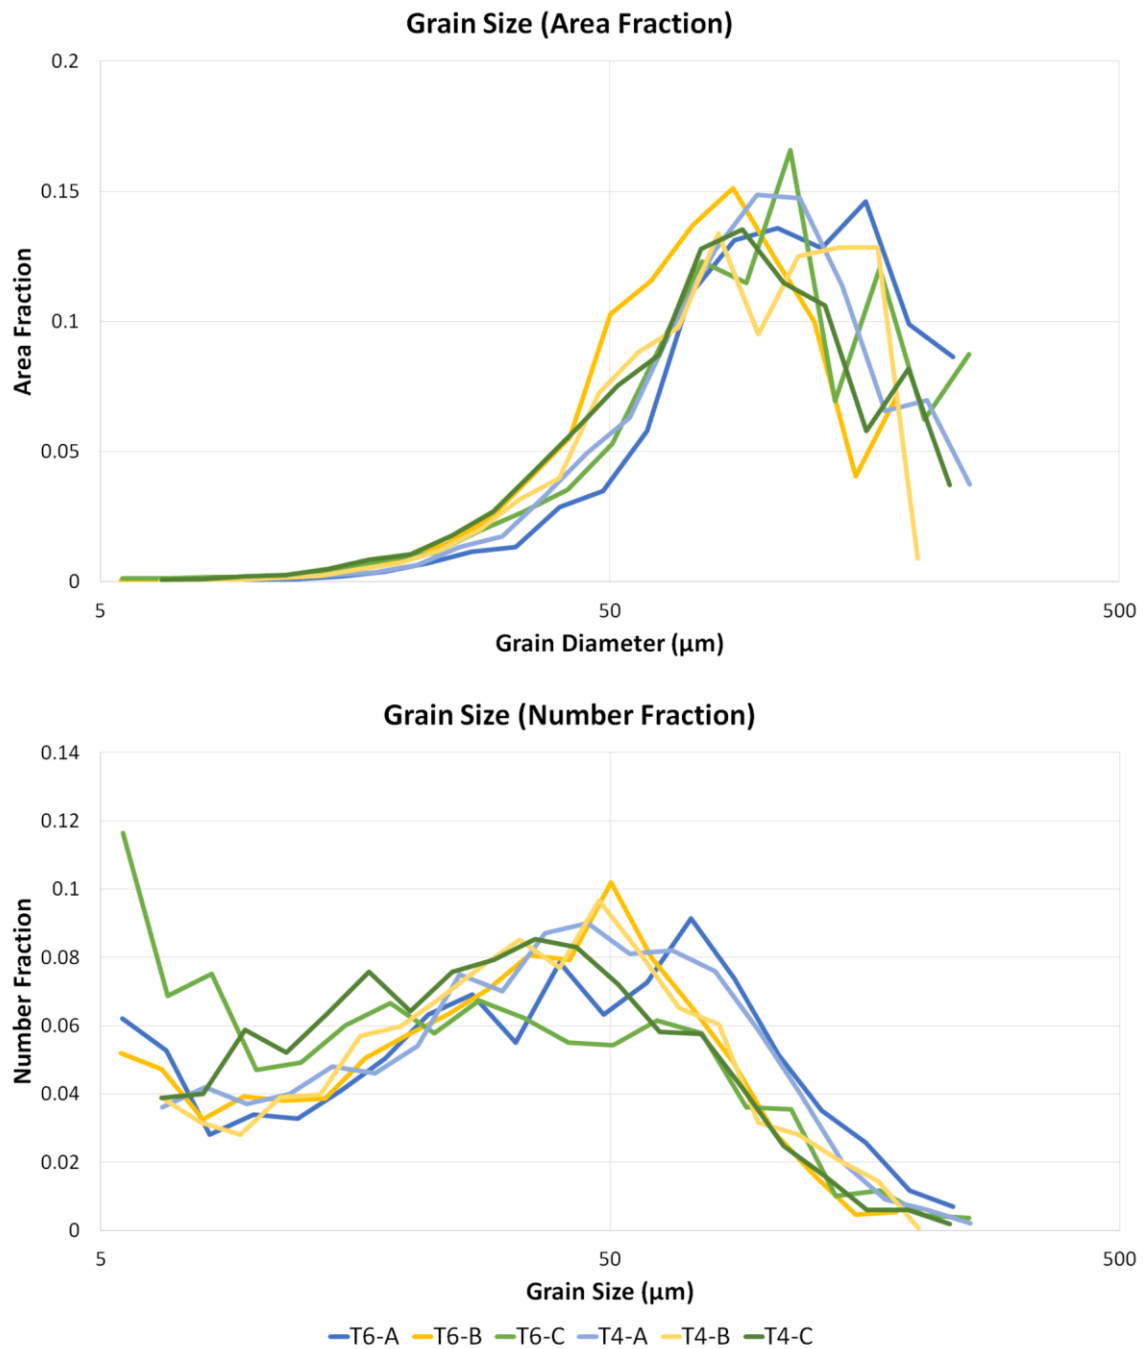 Grain Size (Area Fraction)
0.2
0.15
0.1
0.05
0
Area Fraction
5
50
500
Grain Diameter (µm)
Grain Size (Number Fraction)
0.14
0.12
0.1
0.08
0.06
0.04
0.02
0
Number Fraction
5
50
500
Grain Size (µm)
T6-A T6-B T6-C T4-A T4-B T4-C